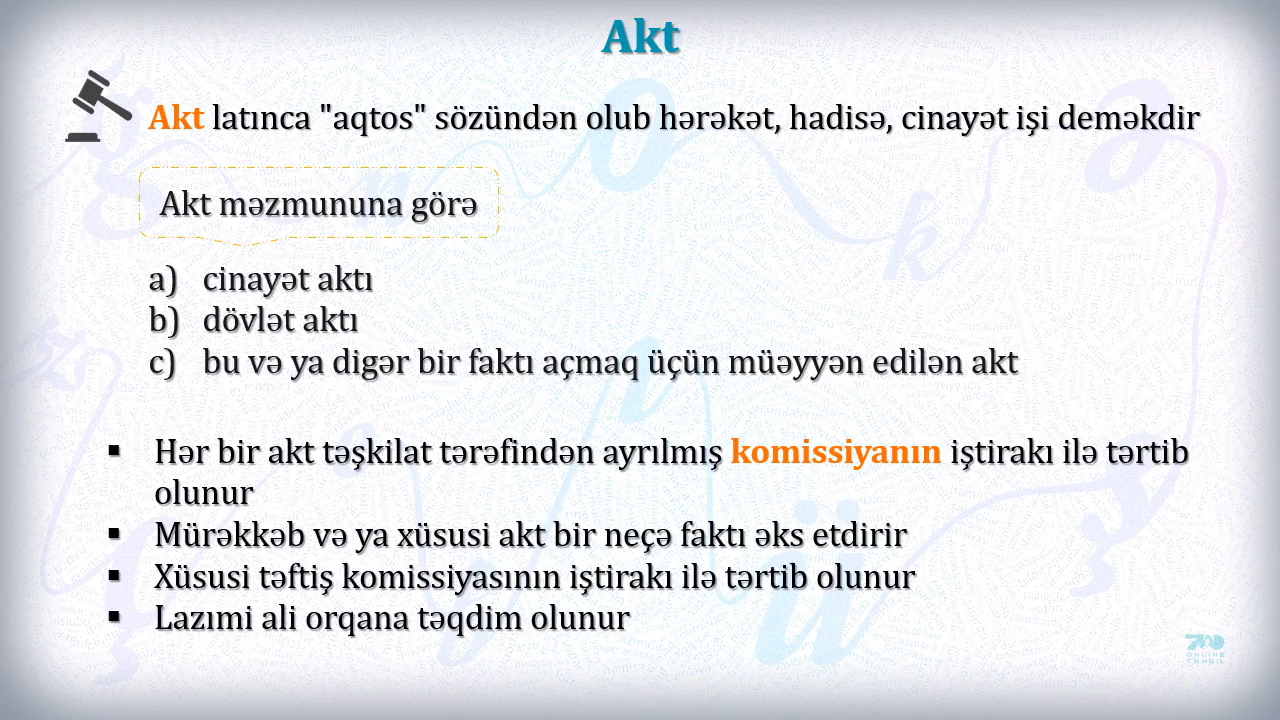 Akt
Akt latınca "aqtos" sözündən olub hərəkət, hadisə, cinayət işi deməkdir
Akt məzmununa görə
a) cinayət aktı
b) dövlət aktı
c) bu və ya digər bir faktı açmaq üçün müəyyən edilən akt
▪ Hər bir akt təşkilat tərəfindən ayrılmış komissiyanın iştirakı ilə tərtib
olunur
▪ Mürəkkəb və ya xüsusi akt bir neçə faktı əks etdirir
▪ Xüsusi təftiş komissiyasının iştirakı ilə tərtib olunur
▪ Lazımi ali orqana təqdim olunur
700
ONLINE
TƏHSİL